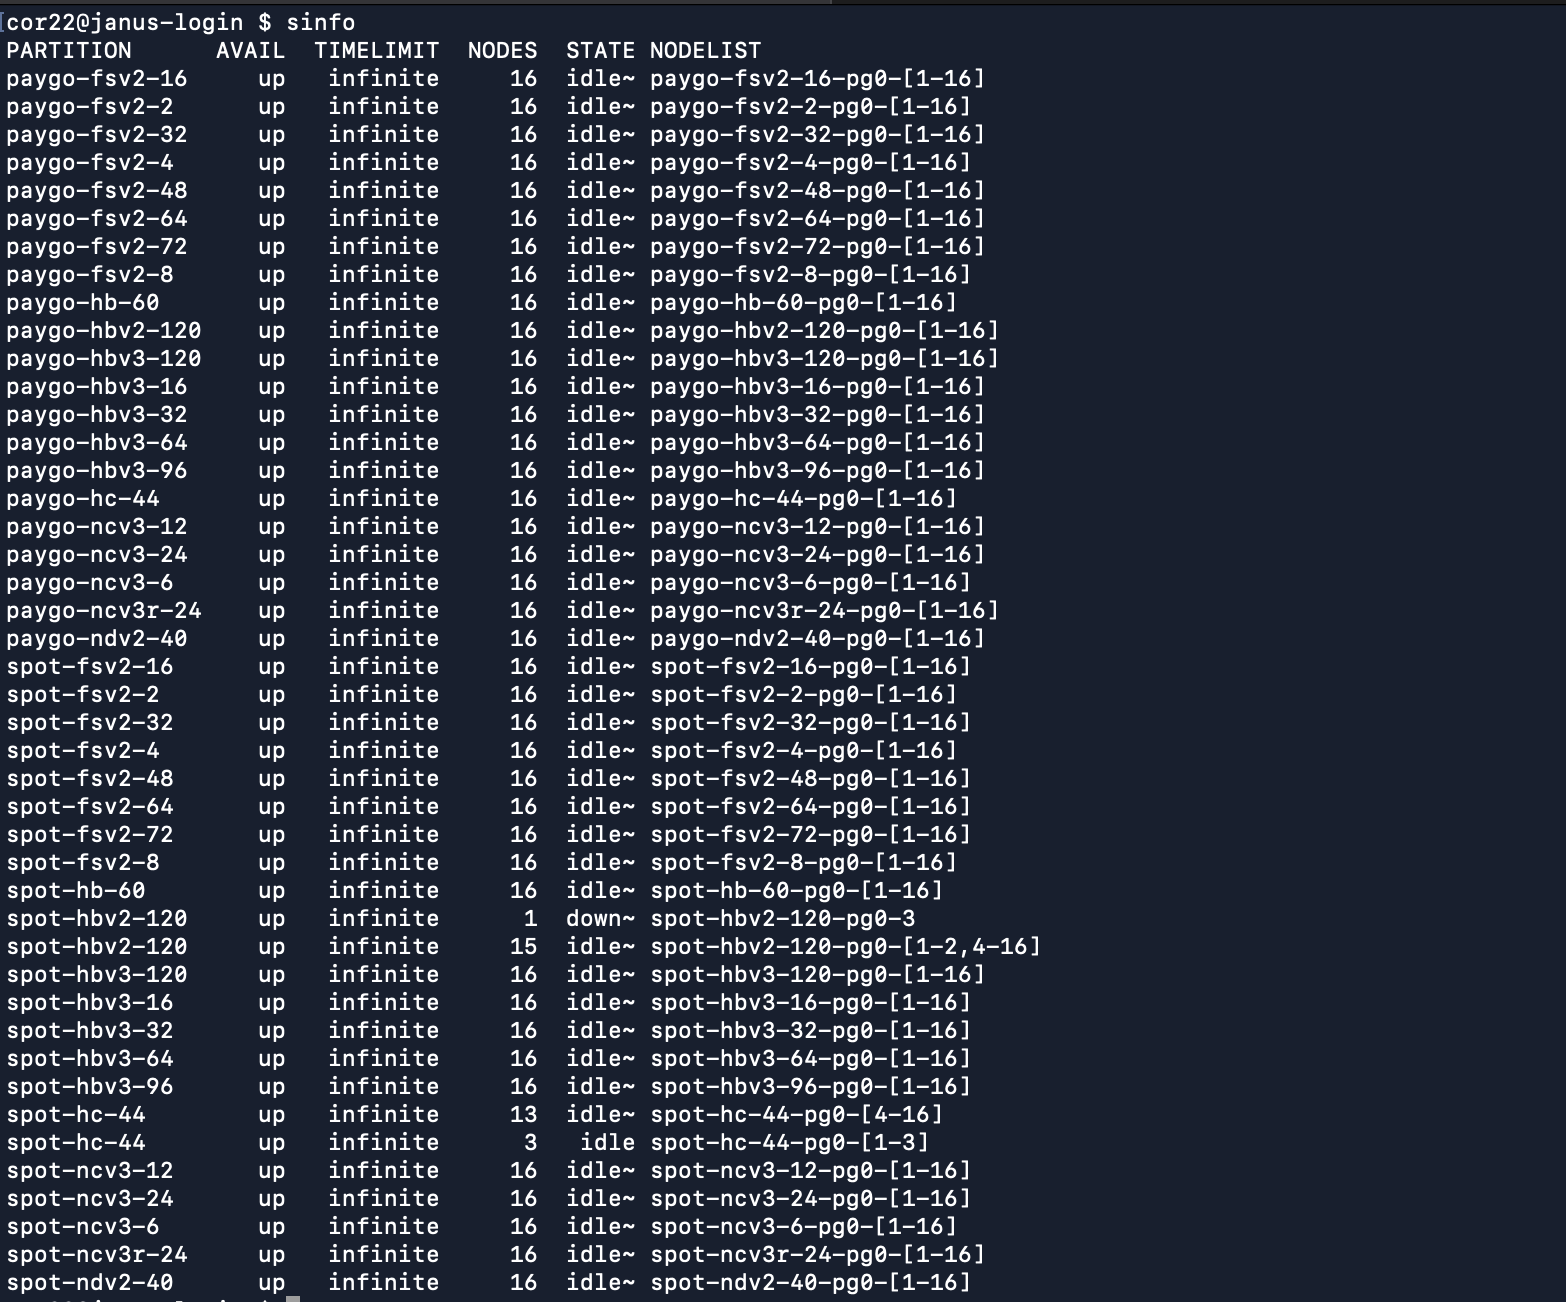 [cor22@janus-login $ sinfo
PARTITION      AVAIL  TIMELIMIT  NODES  STATE NODELIST
paygo-fsv2-16     up   infinite     16  idle~ paygo-fsv2-16-pg0-[1-16]
paygo-fsv2-2      up   infinite     16  idle~ paygo-fsv2-2-pg0-[1-16]
paygo-fsv2-32     up   infinite     16  idle~ paygo-fsv2-32-pg0-[1-16]
paygo-fsv2-4      up   infinite     16  idle~ paygo-fsv2-4-pg0-[1-16]
paygo-fsv2-48     up   infinite     16  idle~ paygo-fsv2-48-pg0-[1-16]
paygo-fsv2-64     up   infinite     16  idle~ paygo-fsv2-64-pg0-[1-16]
paygo-fsv2-72     up   infinite     16  idle~ paygo-fsv2-72-pg0-[1-16]
paygo-fsv2-8      up   infinite     16  idle~ paygo-fsv2-8-pg0-[1-16]
paygo-hb-60       up   infinite     16  idle~ paygo-hb-60-pg0-[1-16]
paygo-hbv2-120    up   infinite     16  idle~ paygo-hbv2-120-pg0-[1-16]
paygo-hbv3-120    up   infinite     16  idle~ paygo-hbv3-120-pg0-[1-16]
paygo-hbv3-16     up   infinite     16  idle~ paygo-hbv3-16-pg0-[1-16]
paygo-hbv3-32     up   infinite     16  idle~ paygo-hbv3-32-pg0-[1-16]
paygo-hbv3-64     up   infinite     16  idle~ paygo-hbv3-64-pg0-[1-16]
paygo-hbv3-96     up   infinite     16  idle~ paygo-hbv3-96-pg0-[1-16]
paygo-hc-44       up   infinite     16  idle~ paygo-hc-44-pg0-[1-16]
paygo-ncv3-12     up   infinite     16  idle~ paygo-ncv3-12-pg0-[1-16]
paygo-ncv3-24     up   infinite     16  idle~ paygo-ncv3-24-pg0-[1-16]
paygo-ncv3-6      up   infinite     16  idle~ paygo-ncv3-6-pg0-[1-16]
paygo-ncv3r-24    up   infinite     16  idle~ paygo-ncv3r-24-pg0-[1-16]
paygo-ndv2-40     up   infinite     16  idle~ paygo-ndv2-40-pg0-[1-16]
spot-fsv2-16      up   infinite     16  idle~ spot-fsv2-16-pg0-[1-16]
spot-fsv2-2       up   infinite     16  idle~ spot-fsv2-2-pg0-[1-16]
spot-fsv2-32      up   infinite     16  idle~ spot-fsv2-32-pg0-[1-16]
spot-fsv2-4       up   infinite     16  idle~ spot-fsv2-4-pg0-[1-16]
spot-fsv2-48      up   infinite     16  idle~ spot-fsv2-48-pg0-[1-16]
spot-fsv2-64      up   infinite     16  idle~ spot-fsv2-64-pg0-[1-16]
spot-fsv2-72      up   infinite     16  idle~ spot-fsv2-72-pg0-[1-16]
spot-fsv2-8       up   infinite     16  idle~ spot-fsv2-8-pg0-[1-16]
spot-hb-60        up   infinite     16  idle~ spot-hb-60-pg0-[1-16]
spot-hbv2-120     up   infinite      1  down~ spot-hbv2-120-pg0-3
spot-hbv2-120     up   infinite     15  idle~ spot-hbv2-120-pg0-[1-2,4-16]
spot-hbv3-120     up   infinite     16  idle~ spot-hbv3-120-pg0-[1-16]
spot-hbv3-16      up   infinite     16  idle~ spot-hbv3-16-pg0-[1-16]
spot-hbv3-32      up   infinite     16  idle~ spot-hbv3-32-pg0-[1-16]
spot-hbv3-64      up   infinite     16  idle~ spot-hbv3-64-pg0-[1-16]
spot-hbv3-96      up   infinite     16  idle~ spot-hbv3-96-pg0-[1-16]
spot-hc-44        up   infinite     13  idle~ spot-hc-44-pg0-[4-16]
spot-hc-44        up   infinite      3   idle spot-hc-44-pg0-[1-3]
spot-ncv3-12      up   infinite     16  idle~ spot-ncv3-12-pg0-[1-16]
spot-ncv3-24      up   infinite     16  idle~ spot-ncv3-24-pg0-[1-16]
spot-ncv3-6       up   infinite     16  idle~ spot-ncv3-6-pg0-[1-16]
spot-ncv3r-24     up   infinite     16  idle~ spot-ncv3r-24-pg0-[1-16]
spot-ndv2-40      up   infinite     16  idle~ spot-ndv2-40-pg0-[1-16]